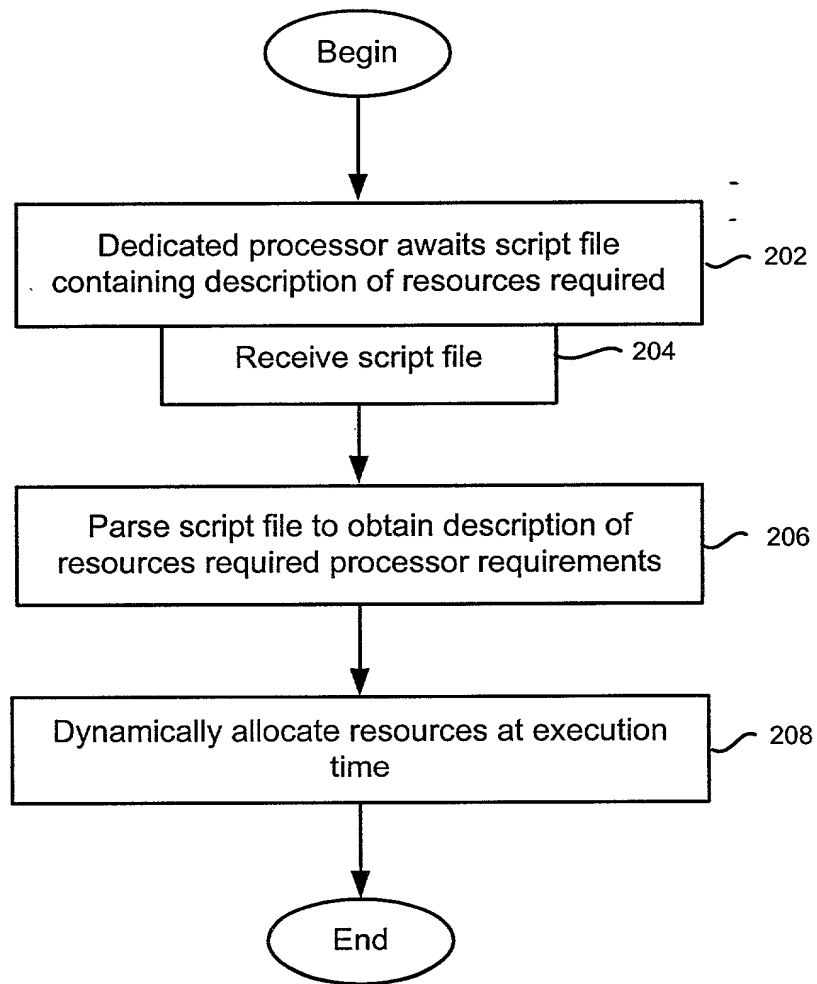 Begin
Dedicated processor awaits script file
containing description of resources required
202
Receive script file
204
Parse script file to obtain description of
resources required processor requirements
206
Dynamically allocate resources at execution
time
208
End